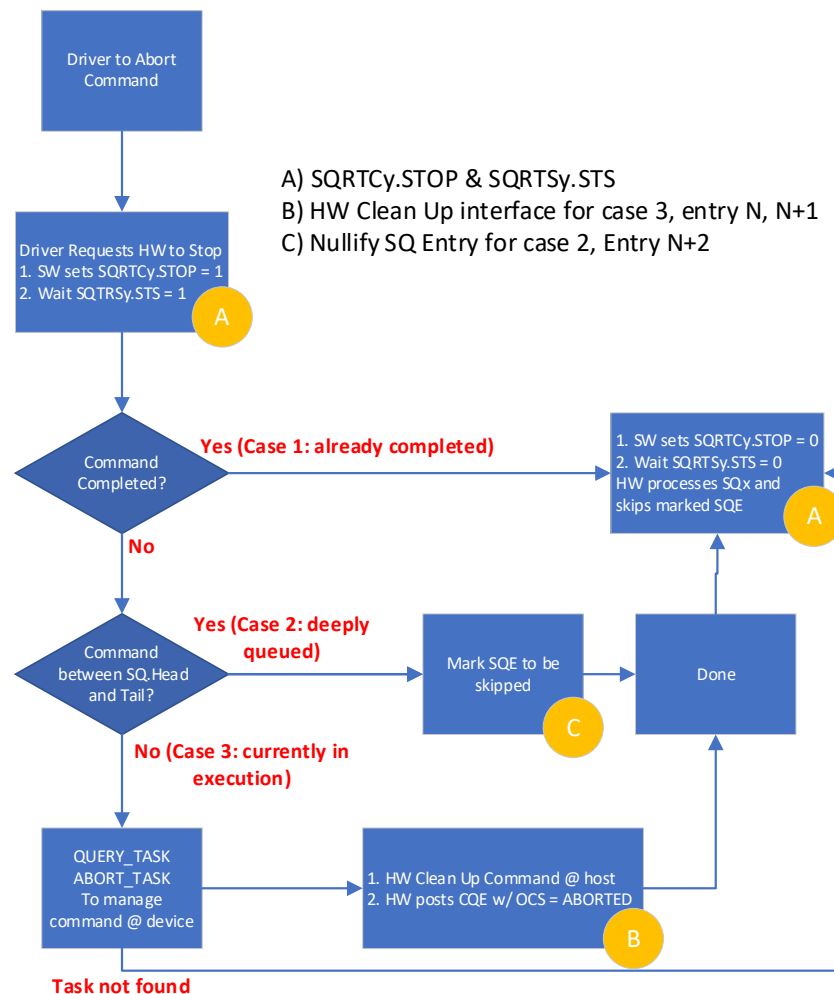 Driver to Abort
Command
A) SQRTCy.STOP & SQRTSy.STS
B) HW Clean Up interface for case 3, entry N, N+1
C) Nullify SQ Entry for case 2, Entry N+2
Driver Requests HW to Stop
1. SW sets SQRTCy.STOP = 1
2. Wait SQTRSy.STS = 1
A
Command
Completed?
Yes (Case 1: already completed)
1. SW sets SQRTCy.STOP = 0
2. Wait SQRTSy.STS = 0
HW processes SQx and
skips marked SQE
A
No
Command
between SQ.Head
and Tail?
Yes (Case 2: deeply
queued)
Mark SQE to be
skipped
C
Done
No (Case 3: currently in
execution)
QUERY_TASK
ABORT_TASK
To manage
command @ device
1. HW Clean Up Command @ host
2. HW posts CQE w/ OCS = ABORTED
B
Task not found